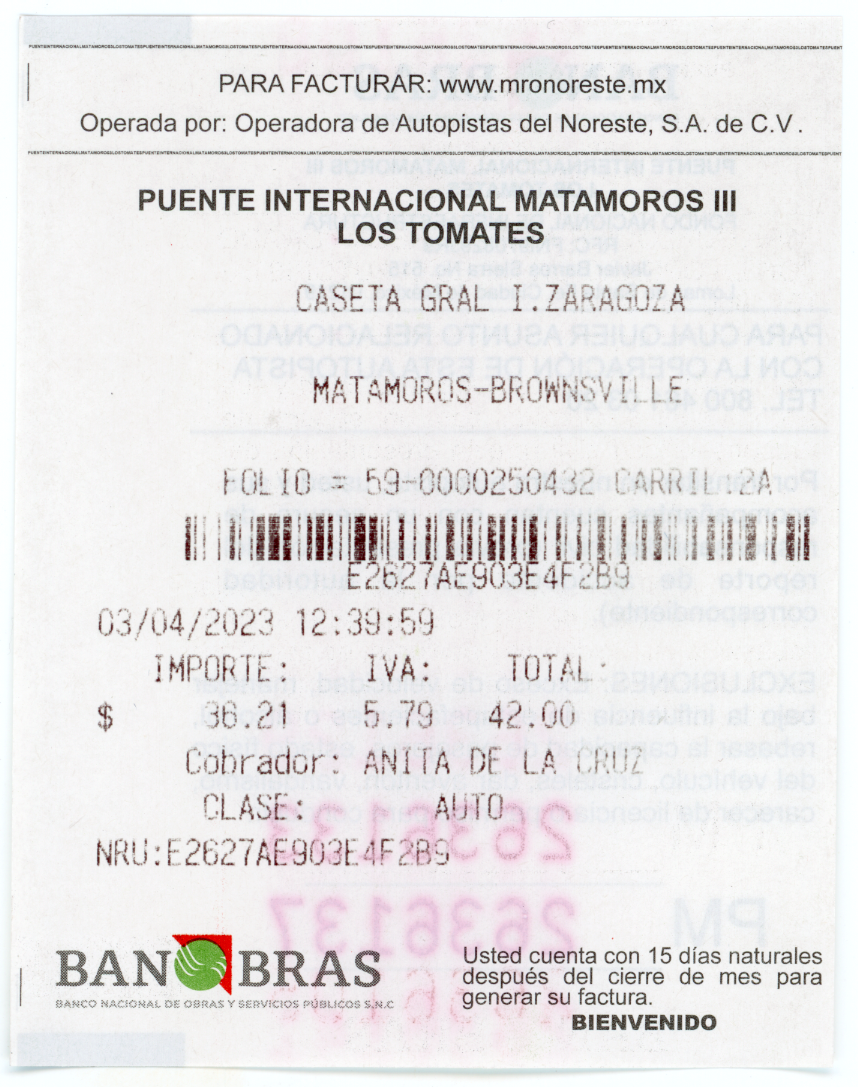 PARA FACTURAR: www.mronoreste.mx
Operada por: Operadora de Autopistas del Noreste, S.A. de C.V.
PUENTE INTERNACIONAL MATAMOROS III
LOS TOMATES
CASETA GRAL I.ZARAGOZA
MATAMOROS-BROWNSVILLE
FOLIO - 59-0000250432 CARRIL:2A
E2627AE903E4F2B9
03/04/2023 12:39:59
IMPORTE: IVA: TOTAL:
$ 36.21 5.79 42.00
Cobrador: ANITA DE LA CRUZ
CLASE: AUTO
NRU:E2627AE903E4F2B9
BANOBRAS
BANCO NACIONAL DE OBRAS Y SERVICIOS PÚBLICOS S.N.C
Usted cuenta con 15 días naturales
después del cierre de mes para
generar su factura.
BIENVENIDO